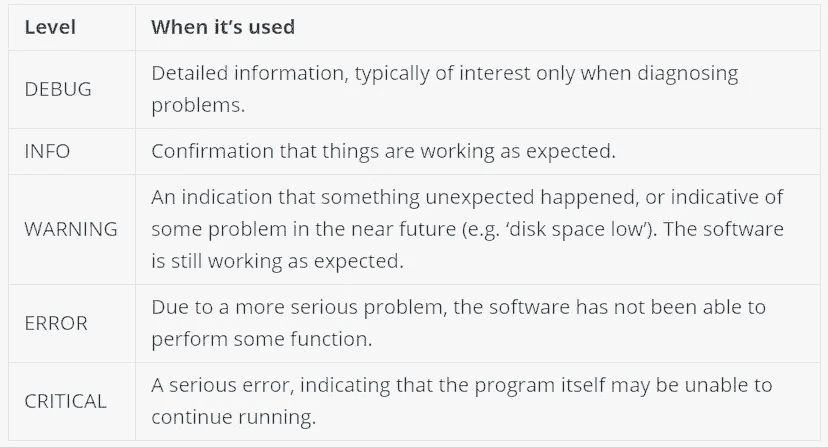 Level When it’s used
DEBUG
Detailed information, typically of interest only when diagnosing
problems.
INFO Confirmation that things are working as expected.
WARNING
An indication that something unexpected happened, or indicative of
some problem in the near future (e.g. ‘disk space low’). The software
is still working as expected.
ERROR
Due to a more serious problem, the software has not been able to
perform some function.
CRITICAL
A serious error, indicating that the program itself may be unable to
continue running.